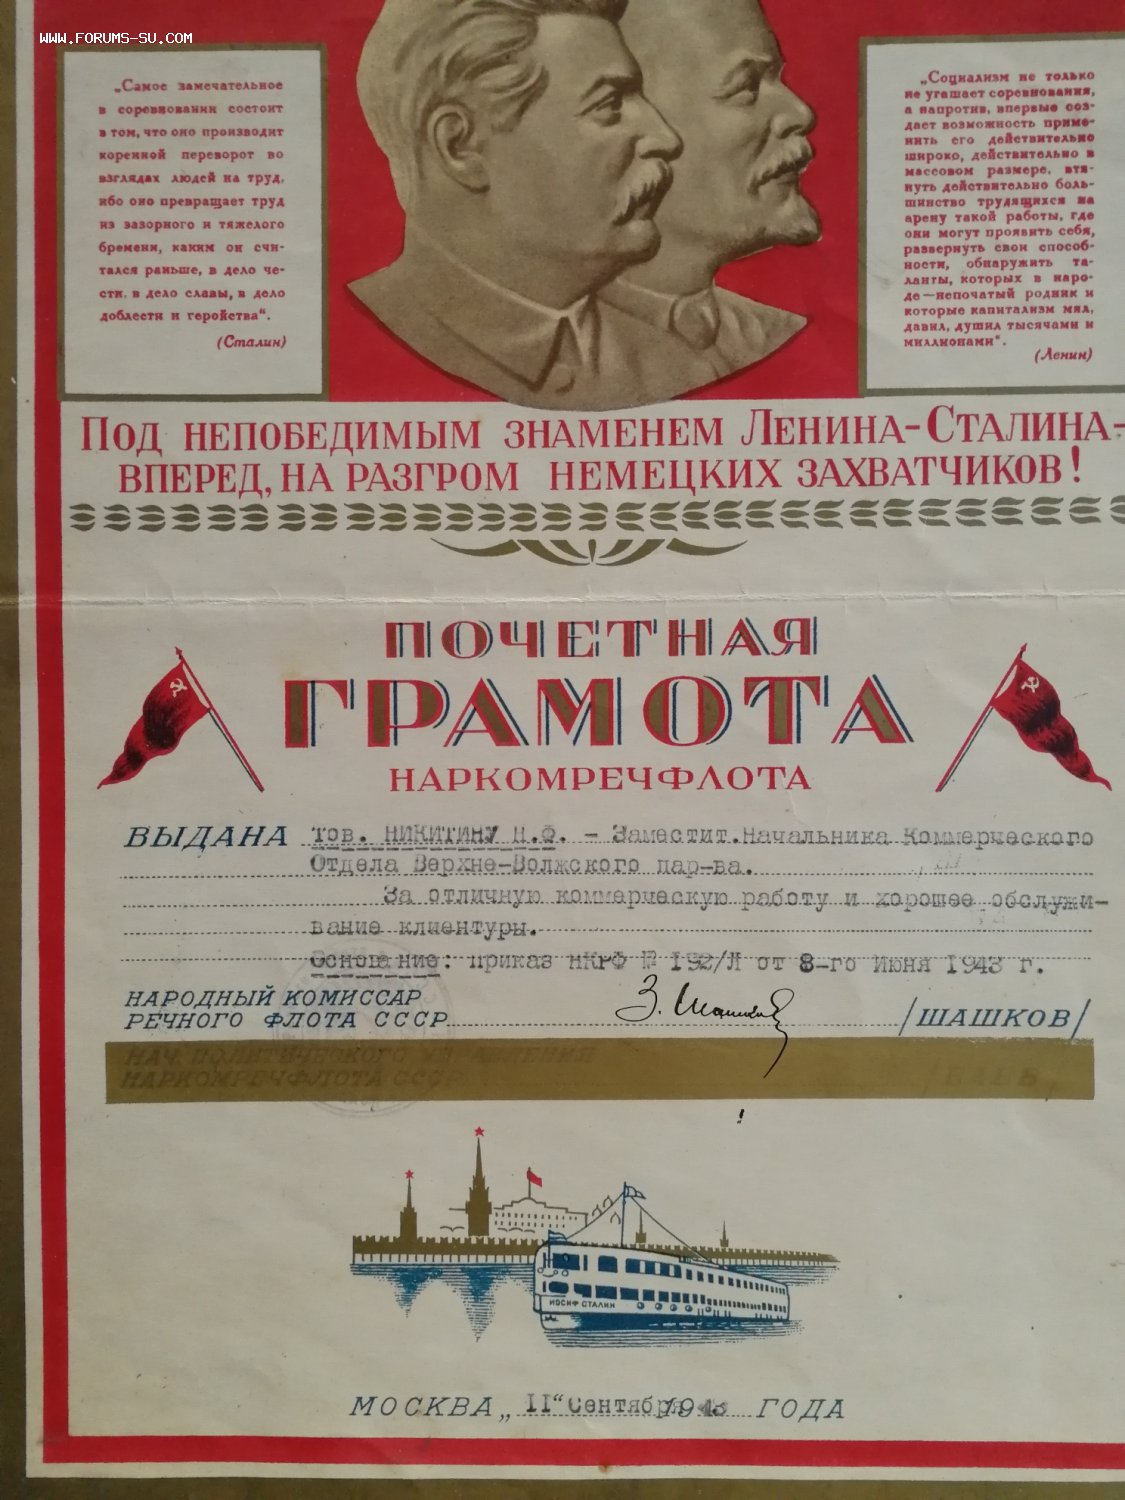 WWW.FORUMS-SU.COM
„Самое замечательное
в соревновании состоит
в том, что оно производит
коренной переворот во
взглядах людей на труд,
ибо оно превращает труд
из зазорного и тяжелого
бремени, каким он счи-
тался раньше, в дело че-
сти, в дело славы, в дело
доблести и геройства“.
(Сталин)
„Социализм не только
не угашает соревнования,
а напротив, впервые соз-
дает возможность приме-
нить его действительно
широко, действительно в
массовом размере, втя-
нуть действительно боль-
шинство трудящихся на
арену такой работы, где
они могут проявить себя,
развернуть свои способ-
ности, обнаружить та-
ланты, которых в наро-
де—непочатый родник и
которые капитализм мял,
давил, душил тысячами и
миллионами“.
(Ленин)
ПОД НЕПОБЕДИМЫМ ЗНАМЕНЕМ ЛЕНИНА-СТАЛИНА-
ВПЕРЕД, НА РАЗГРОМ НЕМЕЦКИХ ЗАХВАТЧИКОВ!
ПОЧЕТНАЯ
ГРАМОТА
НАРКОМРЕЧФЛОТА
ВЫДАНА тов. НИКИТИНУ Н.Ф. – Заместит.Начальника Коммерческого
Отдела Верхне-Волжского пар-ва.
За отличную коммерческую работу и хорошее обслужи-
вание клиентуры.
Основание: приказ НКРФ № 192/Л от 8-го Июня 1943 г.
НАРОДНЫЙ КОМИССАР
РЕЧНОГО ФЛОТА СССР З. Шашков /ШАШКОВ/
НАЧ. ПОЛИТИЧЕСКОГО УПРАВЛЕНИЯ
НАРКОМРЕЧФЛОТА СССР
ИОСИФ СТАЛИН
МОСКВА „11“ Сентября 1943 ГОДА